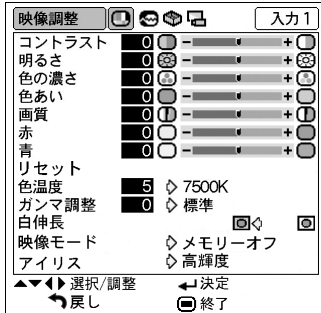 映像調整 入力1
コントラスト 0 - +
明るさ 0 - +
色の濃さ 0 - +
色あい 0 - +
画質 0 - +
赤 0 - +
青 0 - +
リセット
色温度 5 7500K
ガンマ調整 0 標準
白伸長
映像モード メモリーオフ
アイリス 高輝度
選択/調整 決定
戻し 終了